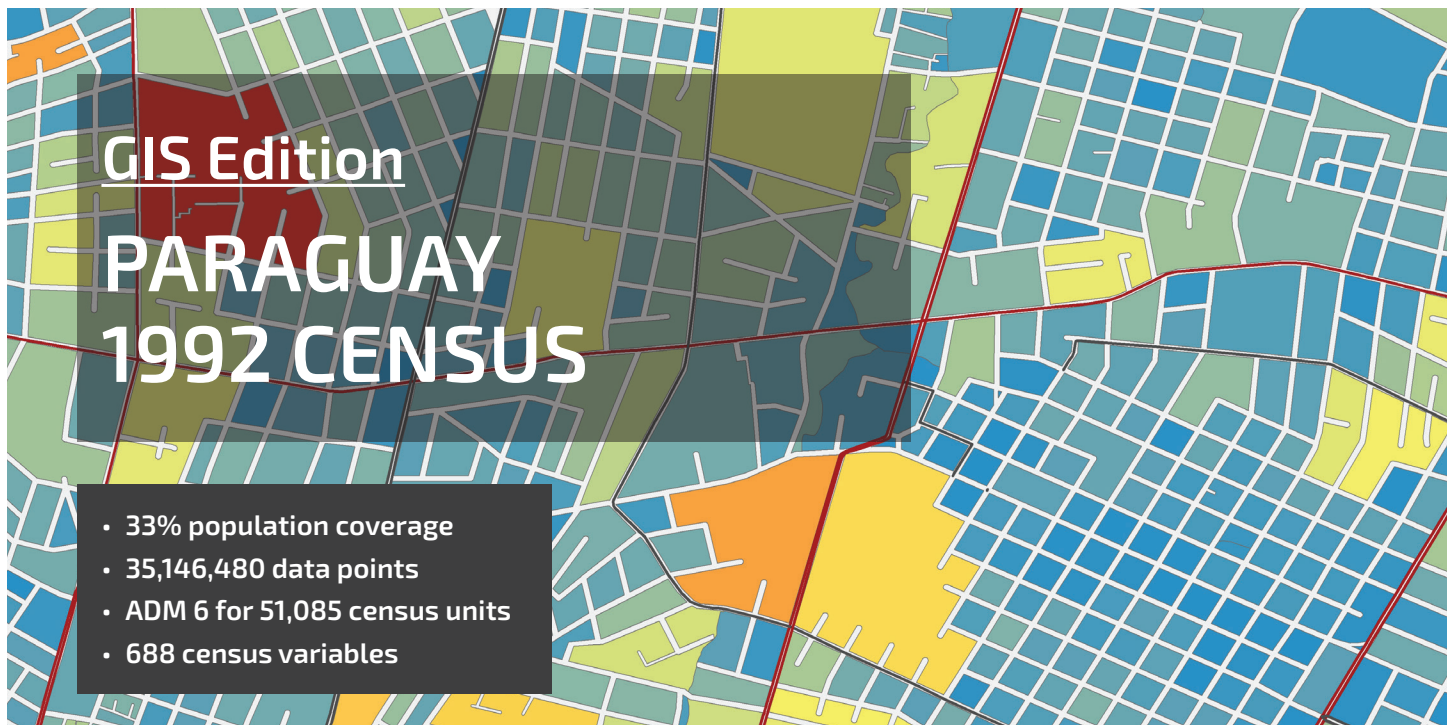 GIS Edition
PARAGUAY
1992 CENSUS
• 33% population coverage
• 35,146,480 data points
• ADM 6 for 51,085 census units
• 688 census variables